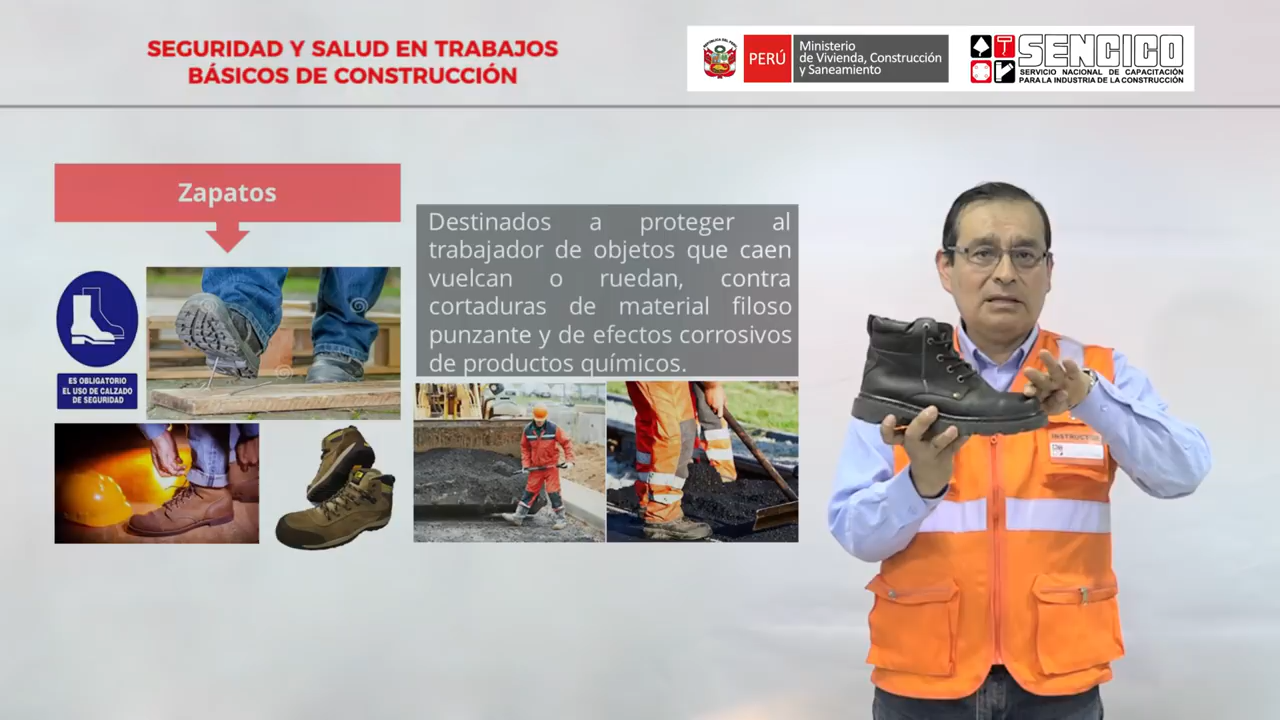 SEGURIDAD Y SALUD EN TRABAJOS
BÁSICOS DE CONSTRUCCIÓN
PERÚ
Ministerio
de Vivienda, Construcción
y Saneamiento
SENCICO
SERVICIO NACIONAL DE CAPACITACIÓN
PARA LA INDUSTRIA DE LA CONSTRUCCIÓN
Zapatos
ES OBLIGATORIO
EL USO DE CALZADO
DE SEGURIDAD
Destinados a proteger al
trabajador de objetos que caen
vuelcan o ruedan, contra
cortaduras de material filoso
punzante y de efectos corrosivos
de productos químicos.